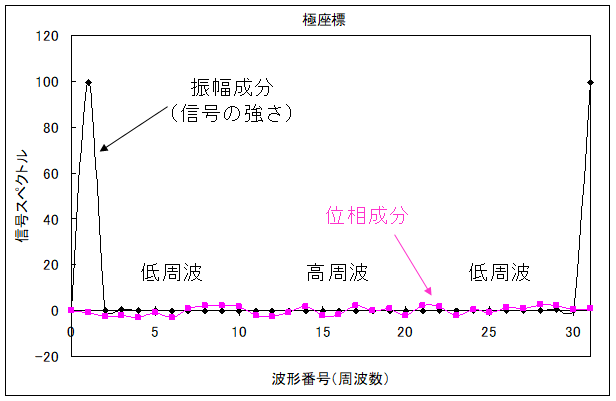 極座標
120
100
80
60
40
20
0
-20
信号スペクトル
振幅成分
（信号の強さ）
位相成分
低周波 高周波 低周波
0 5 10 15 20 25 30
波形番号（周波数）